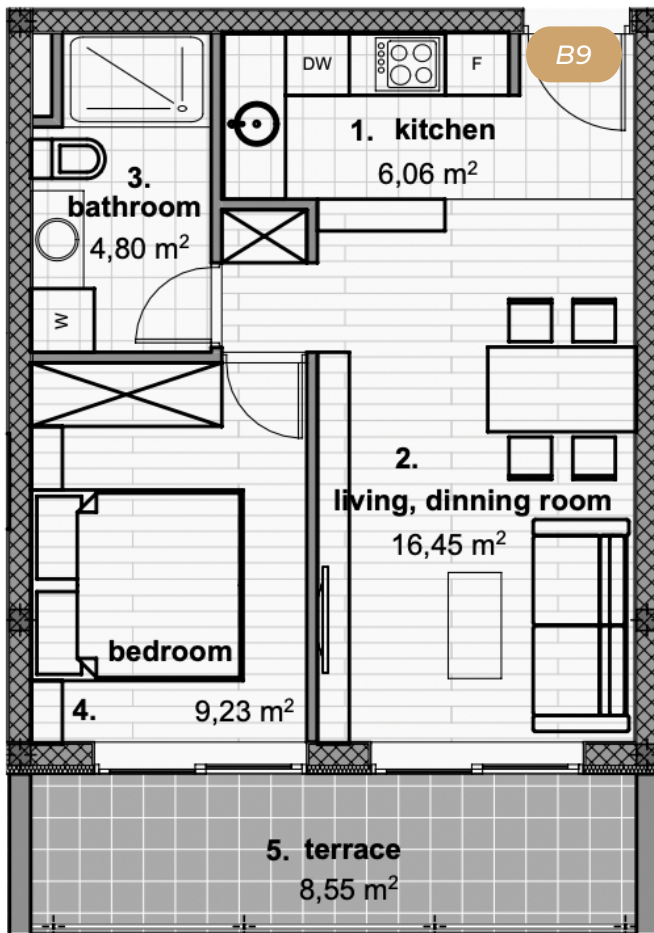 B9
DW
F
1. kitchen
6,06 m²
3.
bathroom
4,80 m²
W
2.
living, dinning room
16,45 m²
bedroom
4. 9,23 m²
5. terrace
8,55 m²